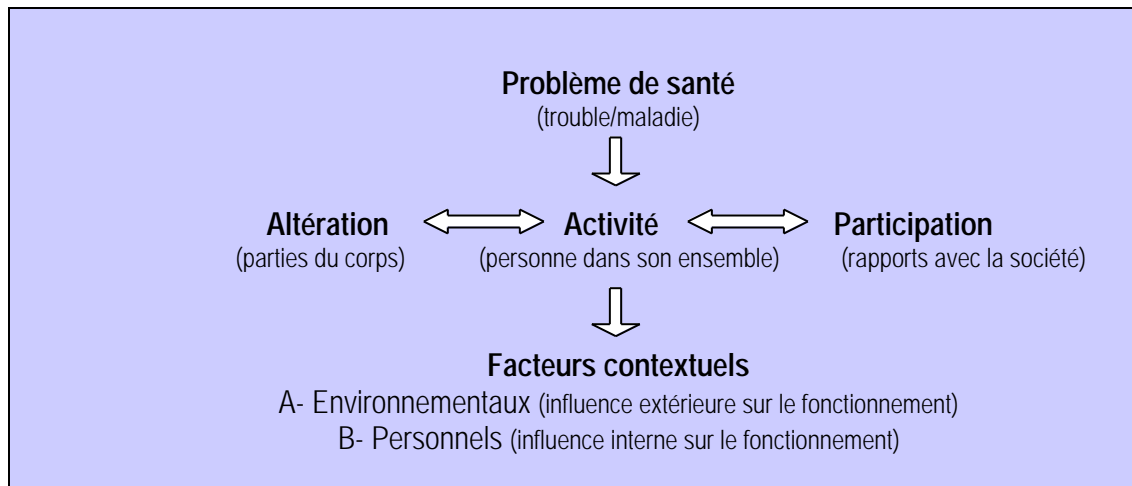 Problème de santé
(trouble/maladie)
Altération Activité Participation
(parties du corps) (personne dans son ensemble) (rapports avec la société)
Facteurs contextuels
A- Environnementaux (influence extérieure sur le fonctionnement)
B- Personnels (influence interne sur le fonctionnement)